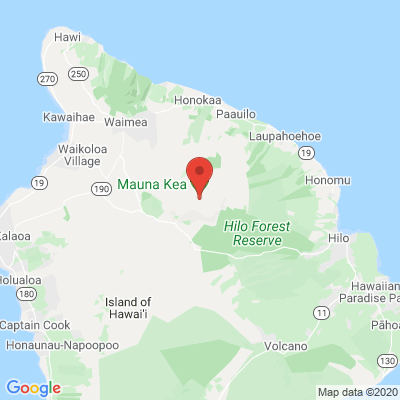 Hawi
270
250
Honokaa
Kawaihae
Waimea
Paauilo
Laupahoehoe
Waikoloa
Village
19
19
190
Mauna Kea
Honomu
Kalaoa
Hilo Forest
Reserve
Hilo
Holualoa
180
Island of
Hawai'i
Hawaiian
Paradise Pa
11
Captain Cook
Pāhoa
Honaunau-Napoopoo
Volcano
130
Google
Map data ©2020